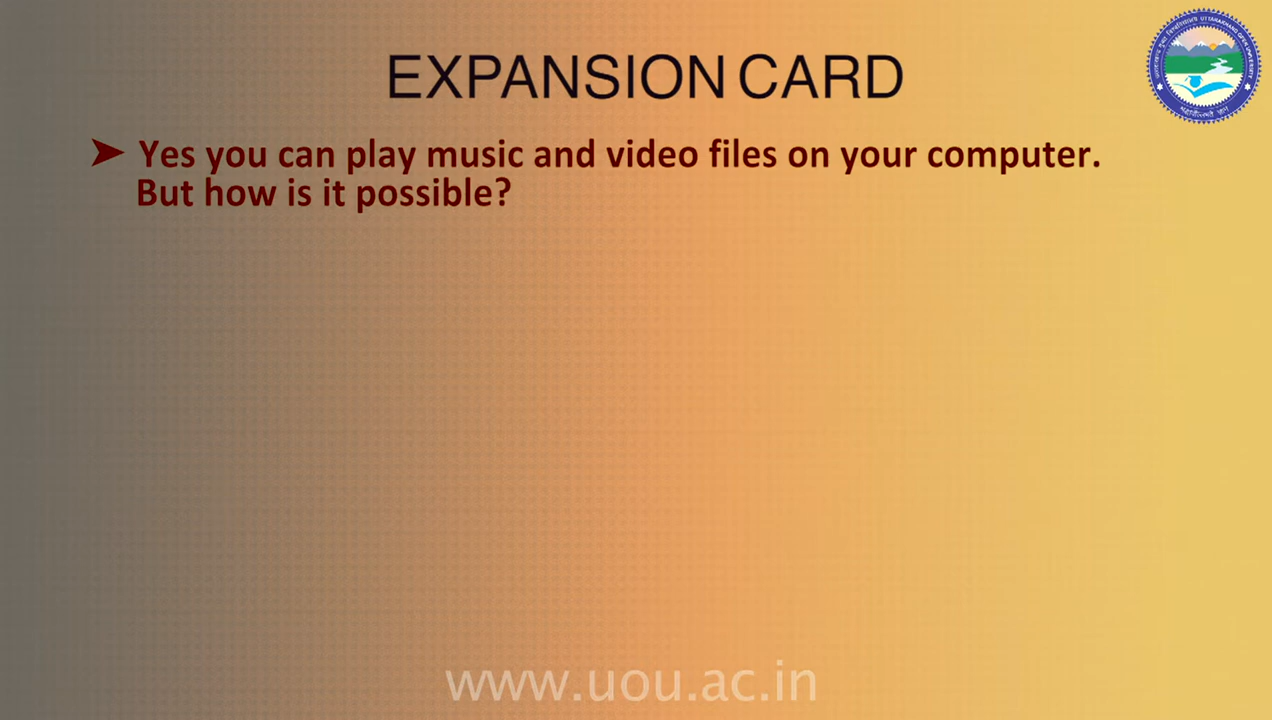 EXPANSION CARD
➤ Yes you can play music and video files on your computer.
But how is it possible?
www.uou.ac.in